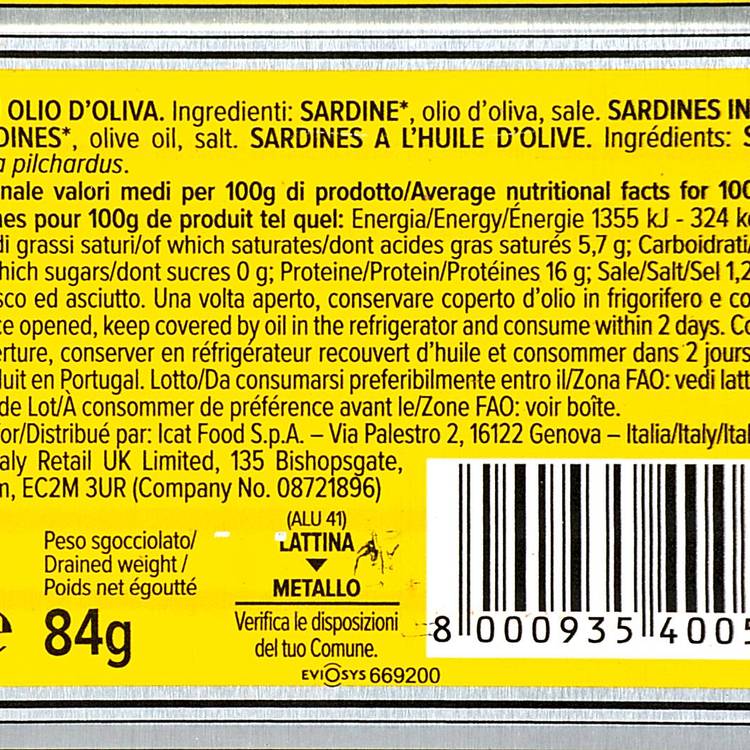 OLIO D'OLIVA. Ingredienti: SARDINE*, olio d'oliva, sale. SARDINES IN
DINES*, olive oil, salt. SARDINES A L'HUILE D'OLIVE. Ingrédients: S
a pilchardus.
nale valori medi per 100g di prodotto/Average nutritional facts for 100
nes pour 100g de produit tel quel: Energia/Energy/Énergie 1355 kJ - 324 kc
di grassi saturi/of which saturates/dont acides gras saturés 5,7 g; Carboidrati/
hich sugars/dont sucres 0 g; Proteine/Protein/Protéines 16 g; Sale/Salt/Sel 1,2
sco ed asciutto. Una volta aperto, conservare coperto d'olio in frigorifero e co
ce opened, keep covered by oil in the refrigerator and consume within 2 days. Co
erture, conserver en réfrigérateur recouvert d'huile et consommer dans 2 jours
duit en Portugal. Lotto/Da consumarsi preferibilmente entro il/Zona FAO: vedi latt
de Lot/À consommer de préférence avant le/Zone FAO: voir boîte.
or/Distribué par: Icat Food S.p.A. – Via Palestro 2, 16122 Genova – Italia/Italy/Ital
aly Retail UK Limited, 135 Bishopsgate,
m, EC2M 3UR (Company No. 08721896)
Peso sgocciolato/
Drained weight /
Poids net égoutté
e 84g
(ALU 41)
LATTINA
METALLO
Verifica le disposizioni
del tuo Comune.
EVIOSYS 669200
8 000935 4005